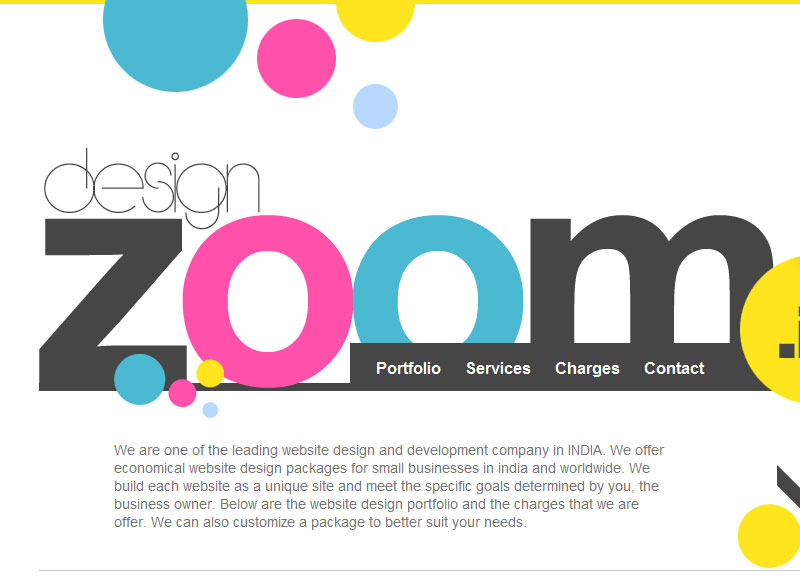 design
zoom
.i
Portfolio Services Charges Contact
We are one of the leading website design and development company in INDIA. We offer
economical website design packages for small businesses in india and worldwide. We
build each website as a unique site and meet the specific goals determined by you, the
business owner. Below are the website design portfolio and the charges that we are
offer. We can also customize a package to better suit your needs.